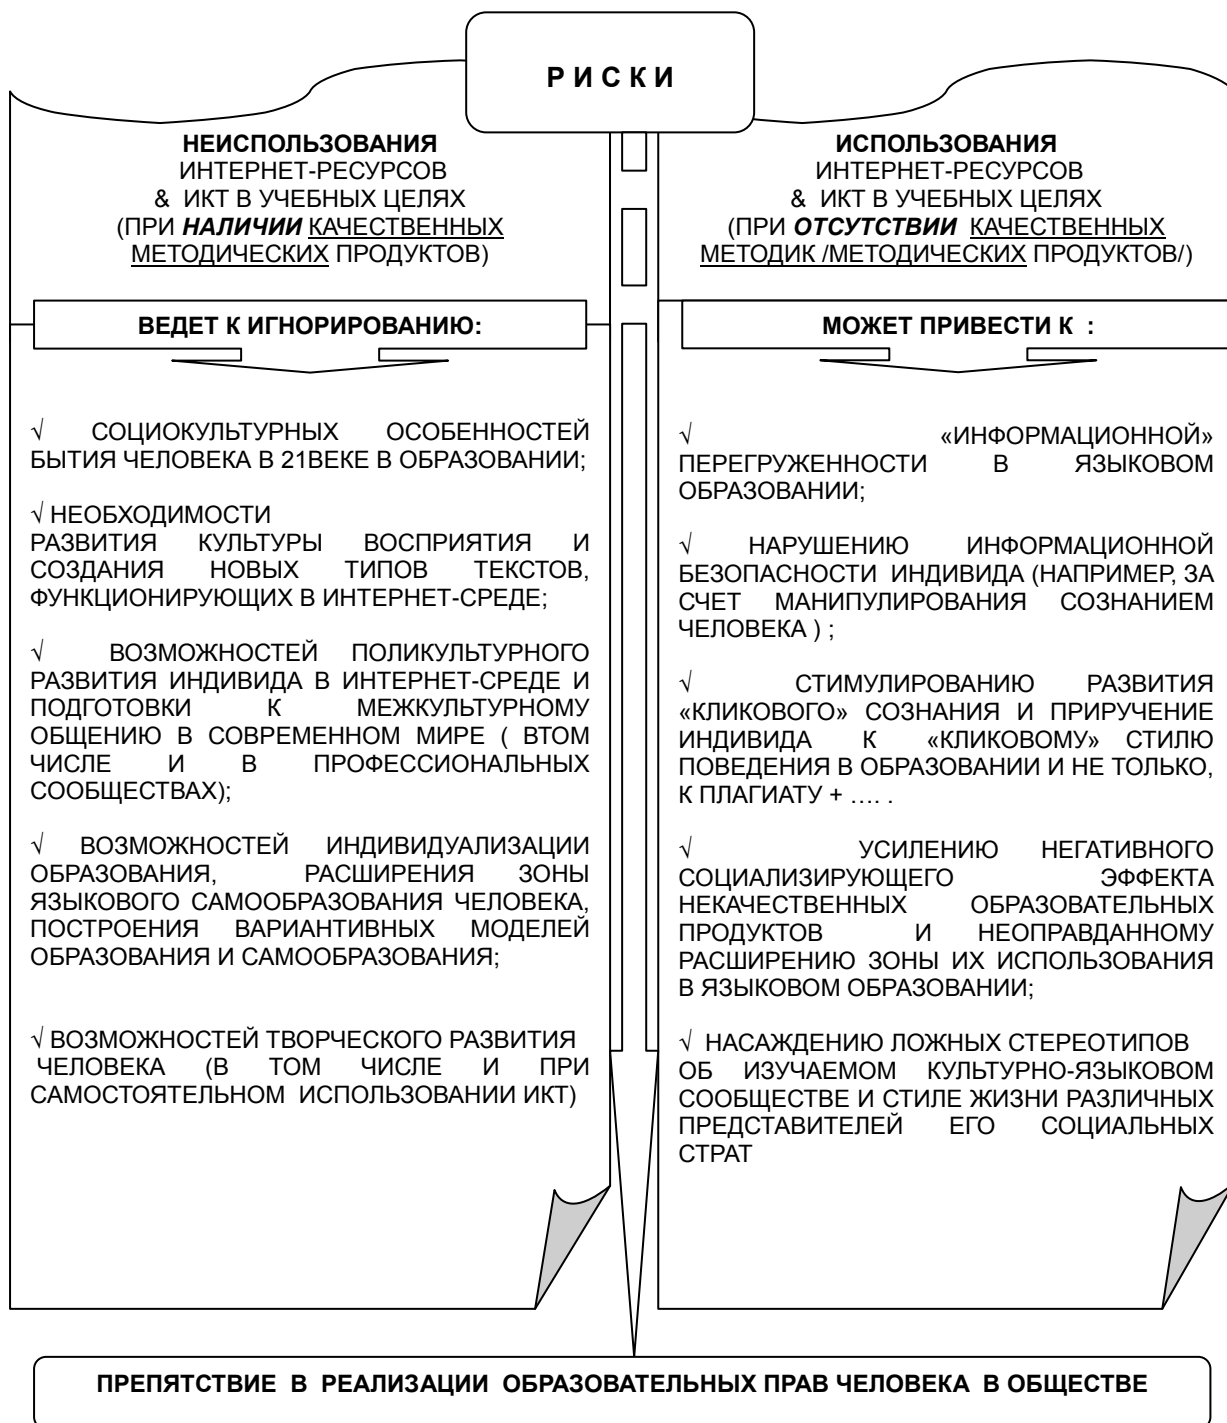 Р И С К И
НЕИСПОЛЬЗОВАНИЯ
ИНТЕРНЕТ-РЕСУРСОВ
& ИКТ В УЧЕБНЫХ ЦЕЛЯХ
(ПРИ НАЛИЧИИ КАЧЕСТВЕННЫХ
МЕТОДИЧЕСКИХ ПРОДУКТОВ)
ВЕДЕТ К ИГНОРИРОВАНИЮ:
√ СОЦИОКУЛЬТУРНЫХ ОСОБЕННОСТЕЙ
БЫТИЯ ЧЕЛОВЕКА В 21ВЕКЕ В ОБРАЗОВАНИИ;
√ НЕОБХОДИМОСТИ
РАЗВИТИЯ КУЛЬТУРЫ ВОСПРИЯТИЯ И
СОЗДАНИЯ НОВЫХ ТИПОВ ТЕКСТОВ,
ФУНКЦИОНИРУЮЩИХ В ИНТЕРНЕТ-СРЕДЕ;
√ ВОЗМОЖНОСТЕЙ ПОЛИКУЛЬТУРНОГО
РАЗВИТИЯ ИНДИВИДА В ИНТЕРНЕТ-СРЕДЕ И
ПОДГОТОВКИ К МЕЖКУЛЬТУРНОМУ
ОБЩЕНИЮ В СОВРЕМЕННОМ МИРЕ ( ВТОМ
ЧИСЛЕ И В ПРОФЕССИОНАЛЬНЫХ
СООБЩЕСТВАХ);
√ ВОЗМОЖНОСТЕЙ ИНДИВИДУАЛИЗАЦИИ
ОБРАЗОВАНИЯ, РАСШИРЕНИЯ ЗОНЫ
ЯЗЫКОВОГО САМООБРАЗОВАНИЯ ЧЕЛОВЕКА,
ПОСТРОЕНИЯ ВАРИАНТИВНЫХ МОДЕЛЕЙ
ОБРАЗОВАНИЯ И САМООБРАЗОВАНИЯ;
√ ВОЗМОЖНОСТЕЙ ТВОРЧЕСКОГО РАЗВИТИЯ
ЧЕЛОВЕКА (В ТОМ ЧИСЛЕ И ПРИ
САМОСТОЯТЕЛЬНОМ ИСПОЛЬЗОВАНИИ ИКТ)
ИСПОЛЬЗОВАНИЯ
ИНТЕРНЕТ-РЕСУРСОВ
& ИКТ В УЧЕБНЫХ ЦЕЛЯХ
(ПРИ ОТСУТСТВИИ КАЧЕСТВЕННЫХ
МЕТОДИК /МЕТОДИЧЕСКИХ ПРОДУКТОВ/)
МОЖЕТ ПРИВЕСТИ К :
√ «ИНФОРМАЦИОННОЙ»
ПЕРЕГРУЖЕННОСТИ В ЯЗЫКОВОМ
ОБРАЗОВАНИИ;
√ НАРУШЕНИЮ ИНФОРМАЦИОННОЙ
БЕЗОПАСНОСТИ ИНДИВИДА (НАПРИМЕР, ЗА
СЧЕТ МАНИПУЛИРОВАНИЯ СОЗНАНИЕМ
ЧЕЛОВЕКА ) ;
√ СТИМУЛИРОВАНИЮ РАЗВИТИЯ
«КЛИКОВОГО» СОЗНАНИЯ И ПРИРУЧЕНИЕ
ИНДИВИДА К «КЛИКОВОМУ» СТИЛЮ
ПОВЕДЕНИЯ В ОБРАЗОВАНИИ И НЕ ТОЛЬКО,
К ПЛАГИАТУ + …. .
√ УСИЛЕНИЮ НЕГАТИВНОГО
СОЦИАЛИЗИРУЮЩЕГО ЭФФЕКТА
НЕКАЧЕСТВЕННЫХ ОБРАЗОВАТЕЛЬНЫХ
ПРОДУКТОВ И НЕОПРАВДАННОМУ
РАСШИРЕНИЮ ЗОНЫ ИХ ИСПОЛЬЗОВАНИЯ
В ЯЗЫКОВОМ ОБРАЗОВАНИИ;
√ НАСАЖДЕНИЮ ЛОЖНЫХ СТЕРЕОТИПОВ
ОБ ИЗУЧАЕМОМ КУЛЬТУРНО-ЯЗЫКОВОМ
СООБЩЕСТВЕ И СТИЛЕ ЖИЗНИ РАЗЛИЧНЫХ
ПРЕДСТАВИТЕЛЕЙ ЕГО СОЦИАЛЬНЫХ
СТРАТ
ПРЕПЯТСТВИЕ В РЕАЛИЗАЦИИ ОБРАЗОВАТЕЛЬНЫХ ПРАВ ЧЕЛОВЕКА В ОБЩЕСТВЕ